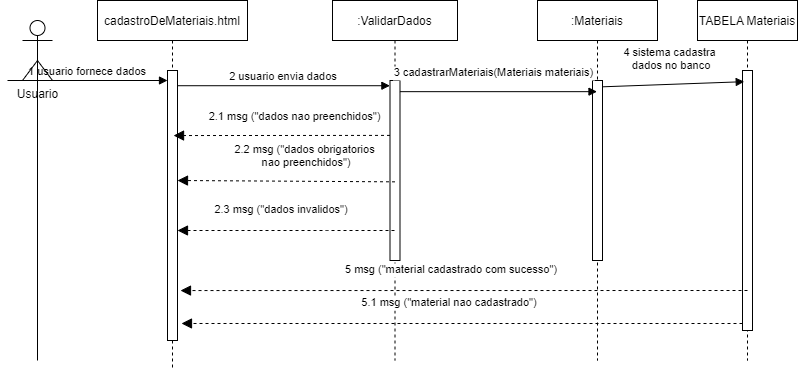 cadastroDeMateriais.html
:ValidarDados
:Materiais
TABELA Materiais
4 sistema cadastra
dados no banco
1 usuario fornece dados
2 usuario envia dados
3 cadastrarMateriais(Materiais materiais)
Usuario
2.1 msg ("dados nao preenchidos")
2.2 msg ("dados obrigatorios
nao preenchidos")
2.3 msg ("dados invalidos")
5 msg ("material cadastrado com sucesso")
5.1 msg ("material nao cadastrado")